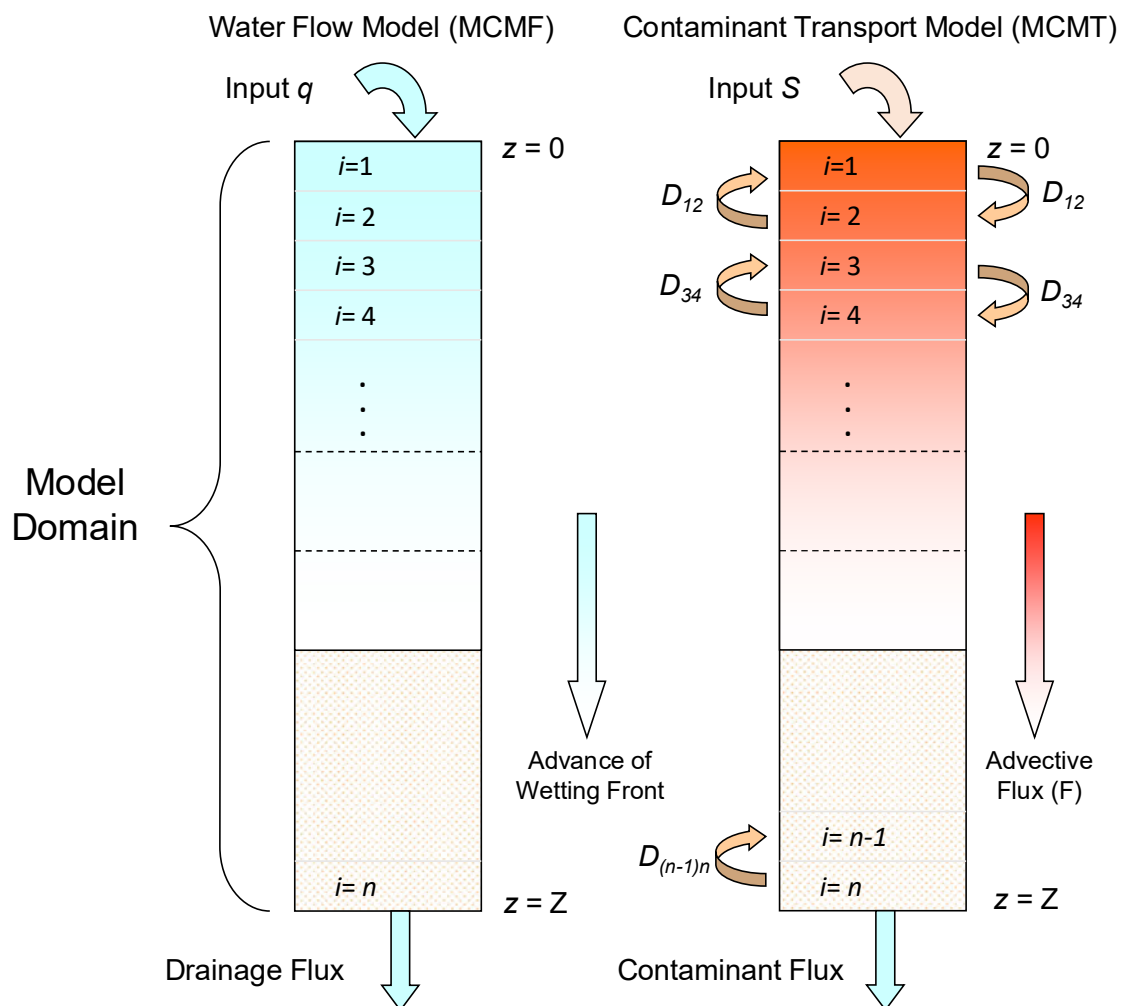 Water Flow Model (MCMF)
Contaminant Transport Model (MCMT)
Input q
Input S
z = 0
z = 0
i=1
i= 2
i= 3
i= 4
.
.
.
i= n
i=1
i= 2
i= 3
i= 4
.
.
.
i= n-1
i= n
D12
D12
D34
D34
D(n-1)n
Model
Domain
Advance of
Wetting Front
Advective
Flux (F)
z = Z
z = Z
Drainage Flux
Contaminant Flux